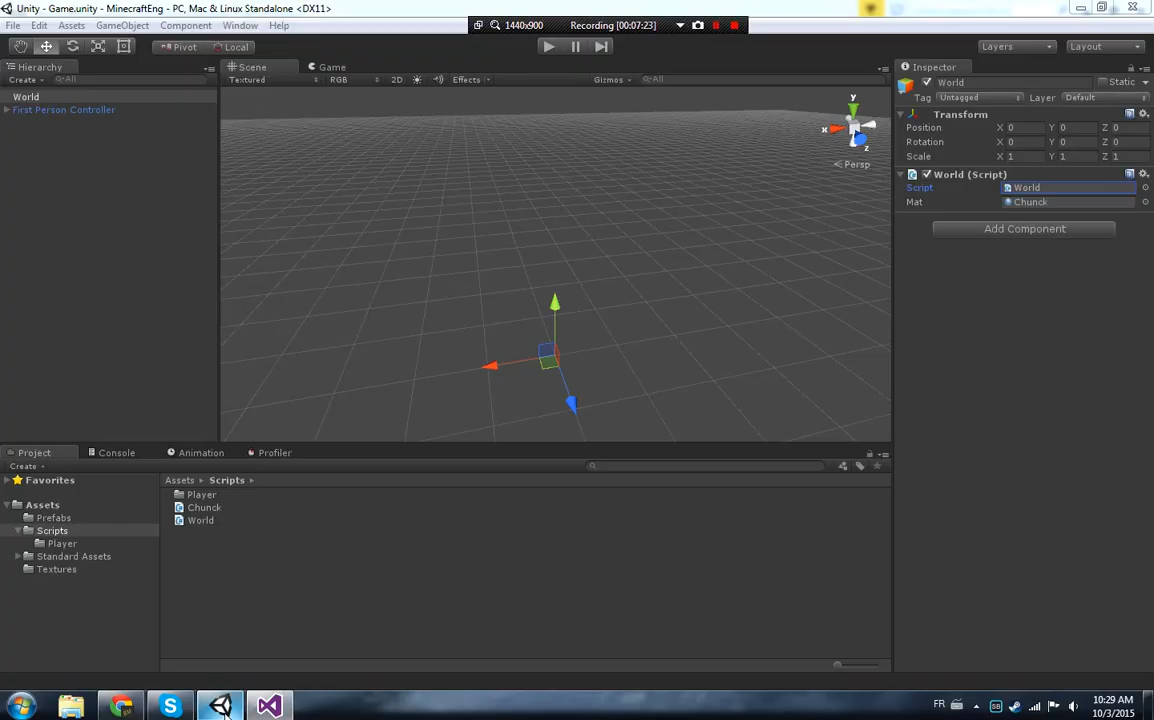 Unity - Game.unity - MinecraftEng - PC, Mac & Linux Standalone <DX11>
File Edit Assets GameObject Component Window Help
1440x900 Recording [00:07:23]
Pivot Local Layers Layout
Hierarchy Scene Game Inspector
Create All Textured RGB 2D Effects Gizmos All World Static
World Tag Untagged Layer Default
First Person Controller
y
x
z
Persp
Transform
Position X 0 Y 0 Z 0
Rotation X 0 Y 0 Z 0
Scale X 1 Y 1 Z 1
World (Script)
Script World
Mat Chunck
Add Component
Project Console Animation Profiler
Create
Favorites
Assets
Prefabs
Scripts
Player
Standard Assets
Textures
Assets Scripts
Player
Chunck
World
FR
10:29 AM
10/3/2015